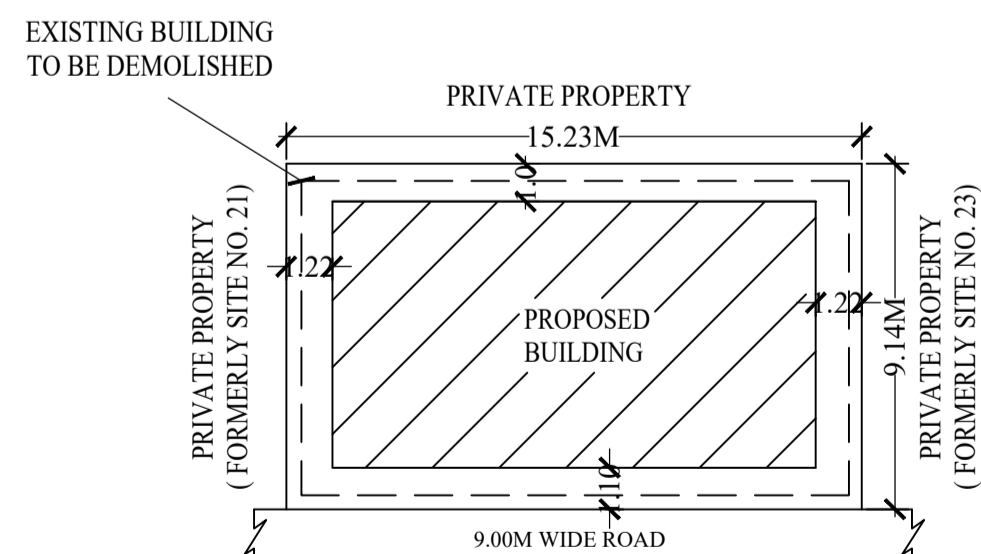 EXISTING BUILDING
TO BE DEMOLISHED
PRIVATE PROPERTY
15.23M
1.0
PRIVATE PROPERTY
( FORMERLY SITE NO. 21)
1.22
PROPOSED
BUILDING
1.22
9.14M
PRIVATE PROPERTY
( FORMERLY SITE NO. 23)
1.10
9.00M WIDE ROAD